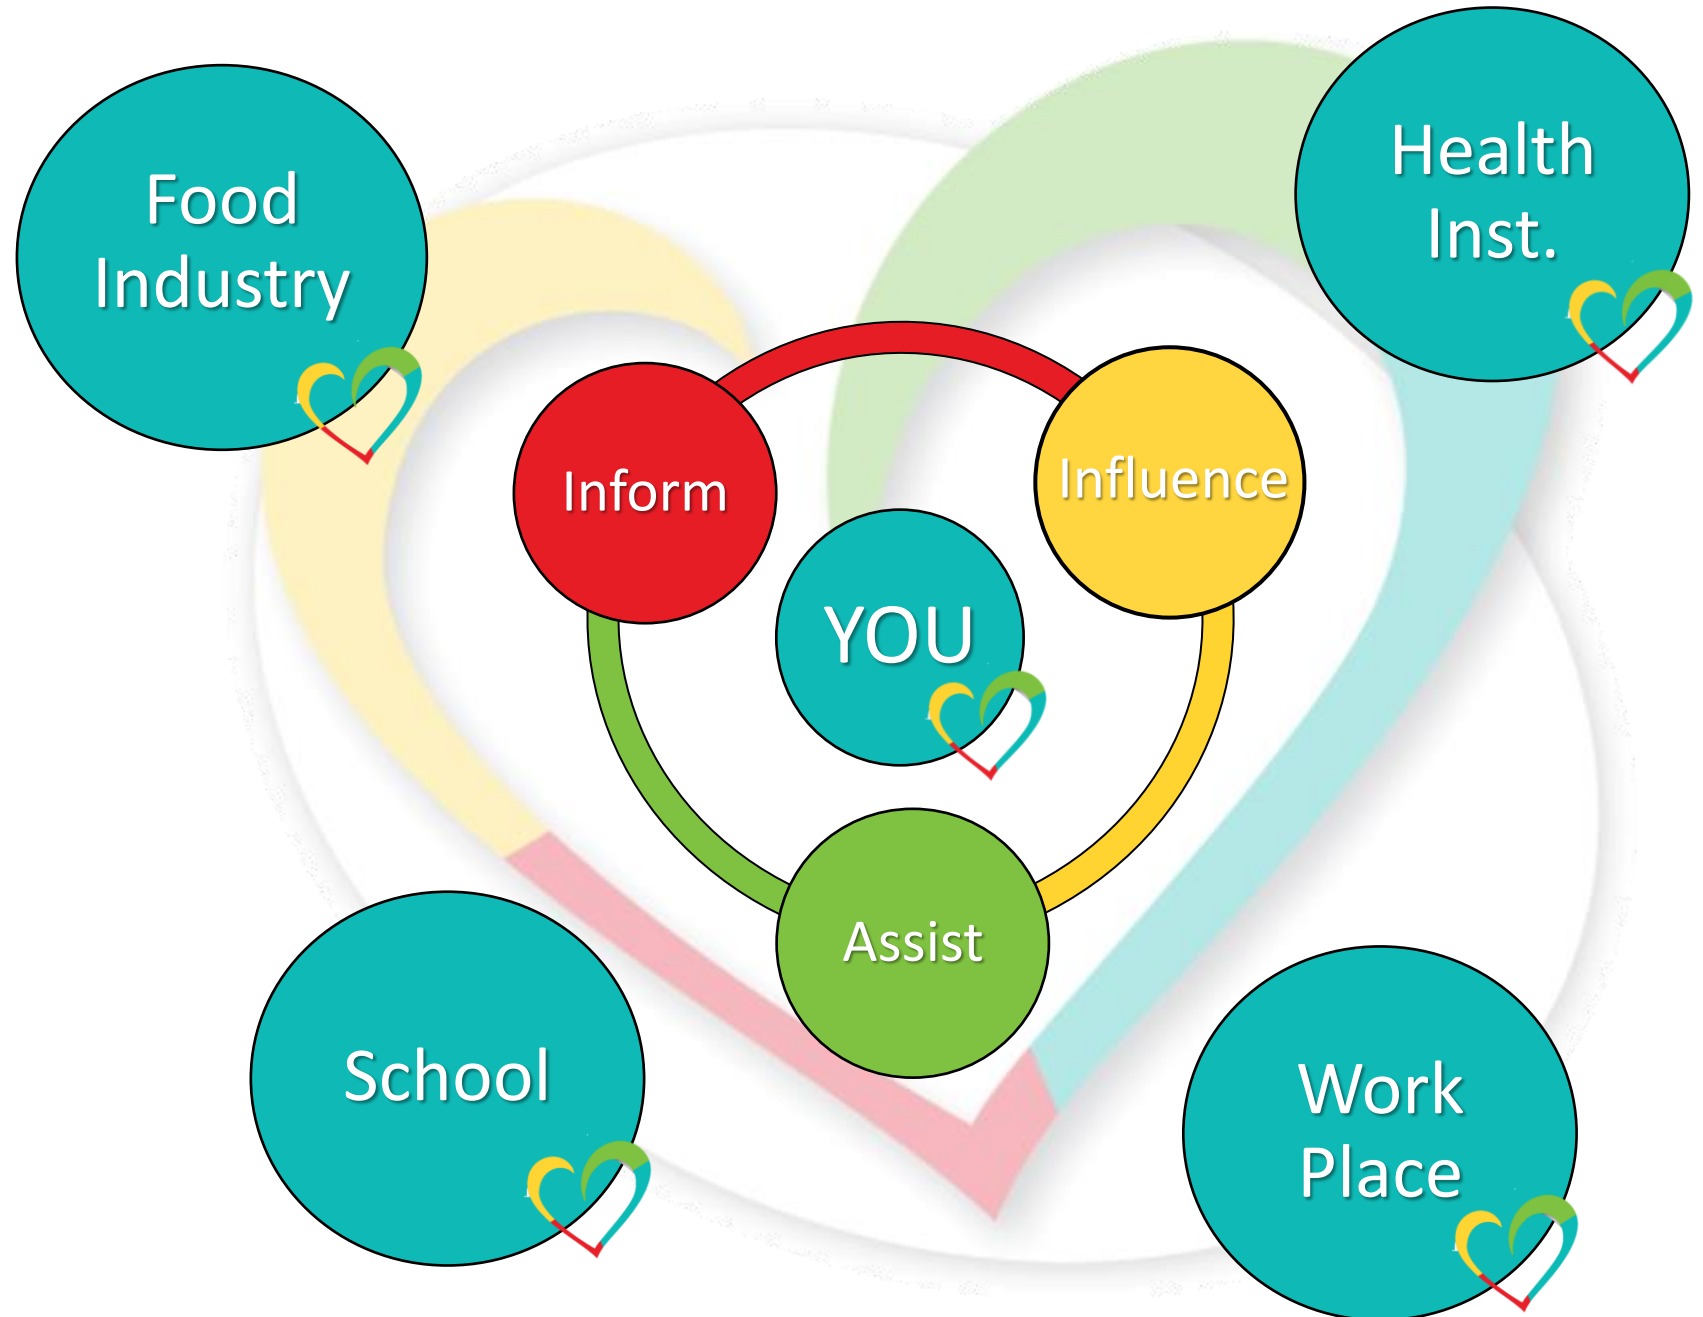 Food
Industry
Health
Inst.
Inform
Influence
YOU
Assist
School
Work
Place